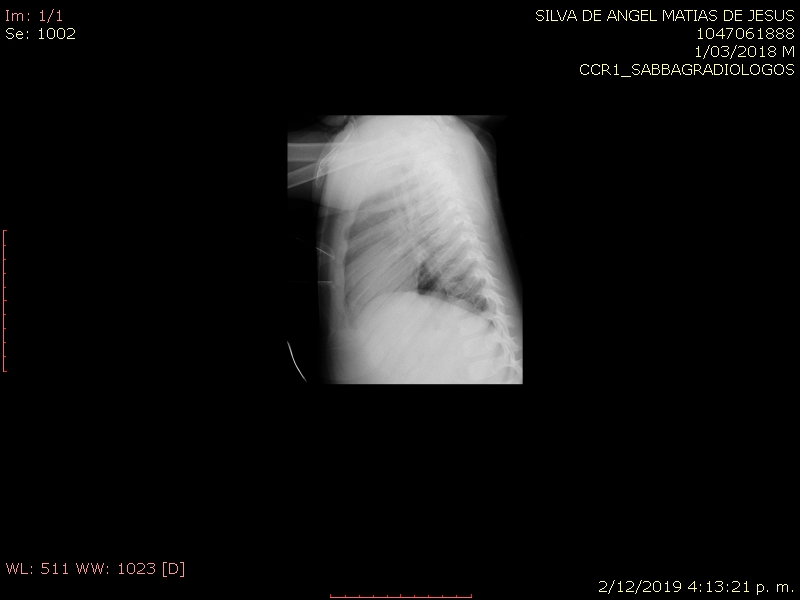 Im: 1/1
Se: 1002
SILVA DE ANGEL MATIAS DE JESUS
1047061888
1/03/2018 M
CCR1_SABBAGRADIOLOGOS
WL: 511 WW: 1023 [D]
2/12/2019 4:13:21 p. m.